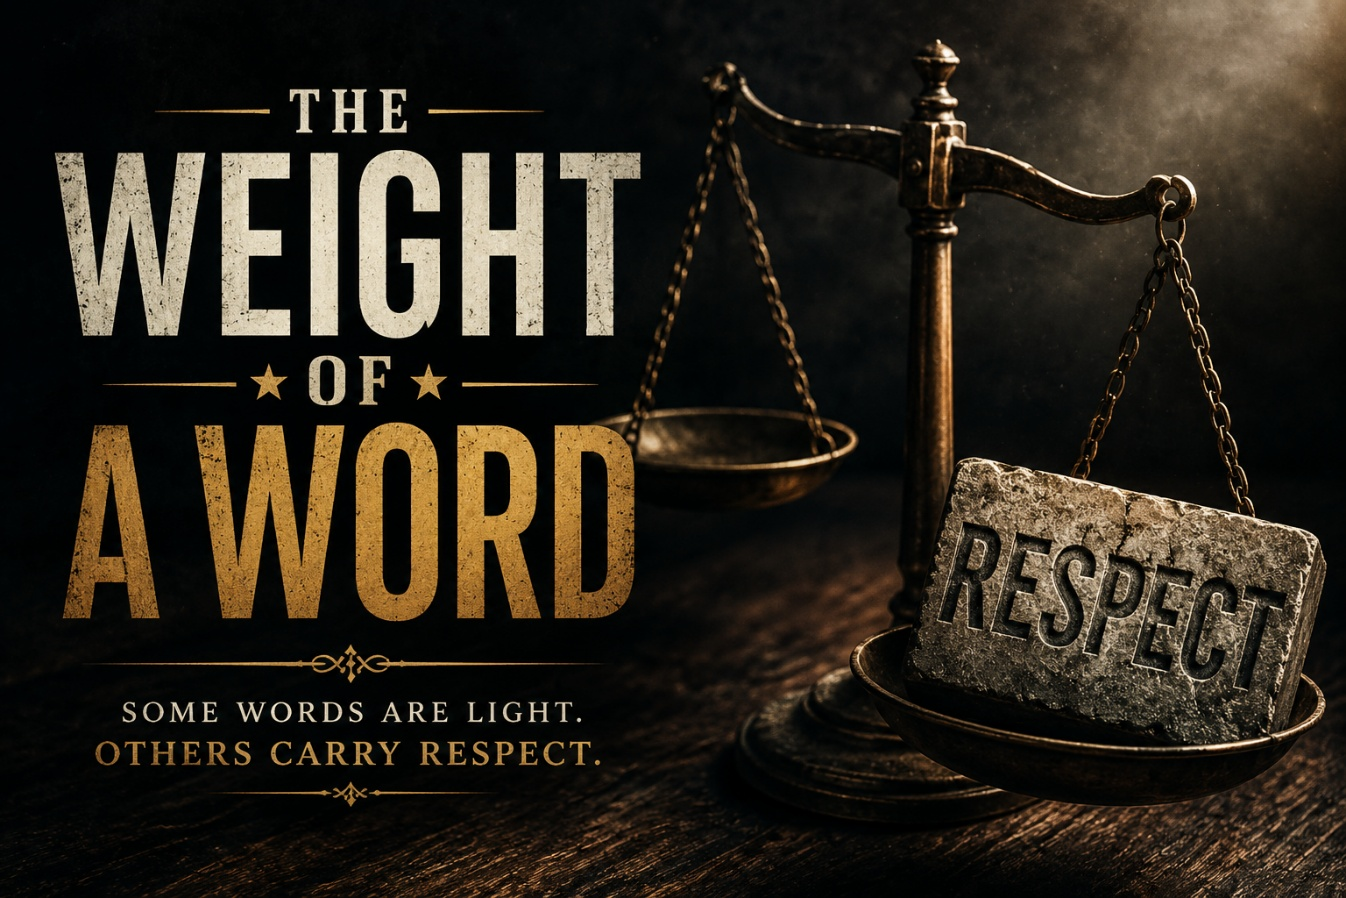 THE
WEIGHT
OF
A WORD
SOME WORDS ARE LIGHT.
OTHERS CARRY RESPECT.
RESPECT